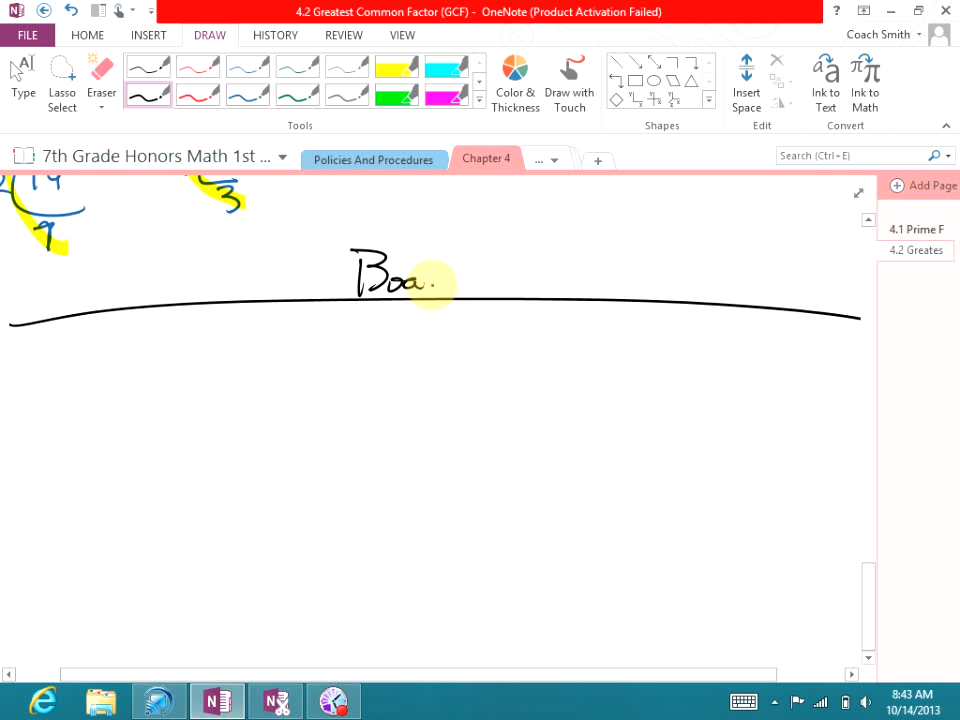 4.2 Greatest Common Factor (GCF) - OneNote (Product Activation Failed)
FILE HOME INSERT DRAW HISTORY REVIEW VIEW Coach Smith
Type Lasso Select Eraser Color & Thickness Draw with Touch Insert Space Ink to Text Ink to Math
Tools Shapes Edit Convert
7th Grade Honors Math 1st ... Policies And Procedures Chapter 4 ... Search (Ctrl+E)
Add Page
4.1 Prime F
4.2 Greates
3
9
Boa
8:43 AM
10/14/2013